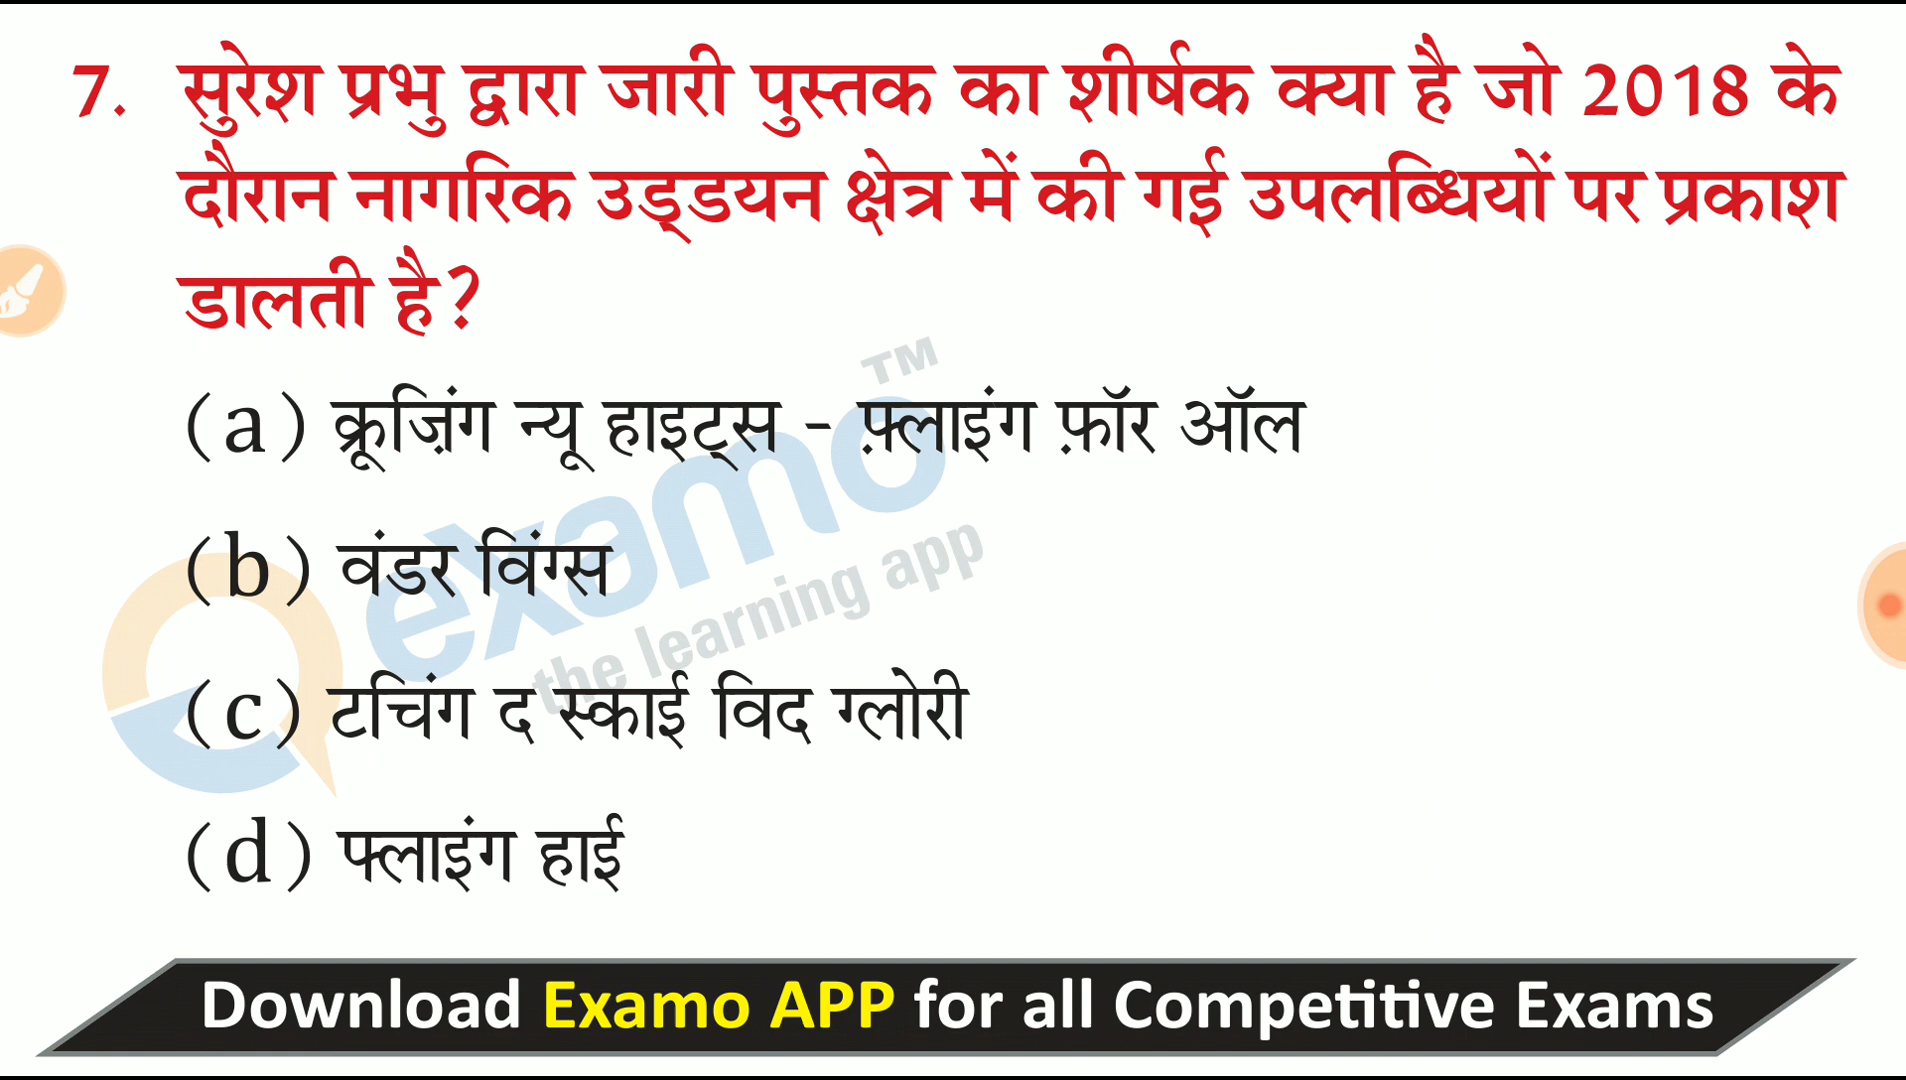 7. सुरेश प्रभु द्वारा जारी पुस्तक का शीर्षक क्या है जो 2018 के
दौरान नागरिक उड्डयन क्षेत्र में की गई उपलब्धियों पर प्रकाश
डालती है?
(a) क्रूज़िंग न्यू हाइट्स - फ़्लाइंग फ़ॉर ऑल
(b) वंडर विंग्स
(c) टचिंग द स्काई विद ग्लोरी
(d) फ्लाइंग हाई
examo TM
the learning app
Download Examo APP for all Competitive Exams